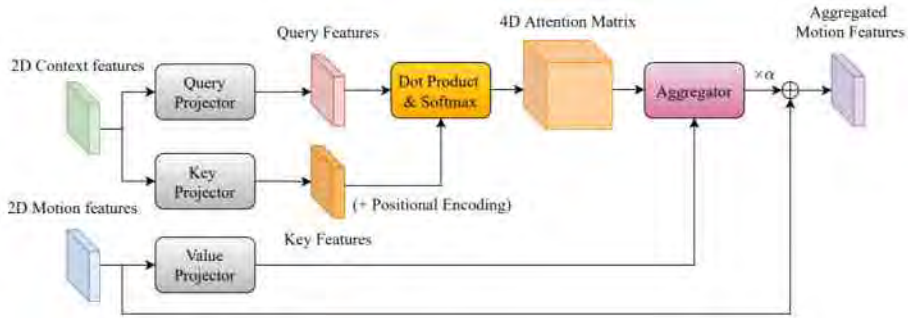 Aggregated
Motion Features
4D Attention Matrix
Query Features
2D Context features
Query
Projector
Dot Product
& Softmax
Aggregator
×α
Key
Projector
(+ Positional Encoding)
2D Motion features
Key Features
Value
Projector